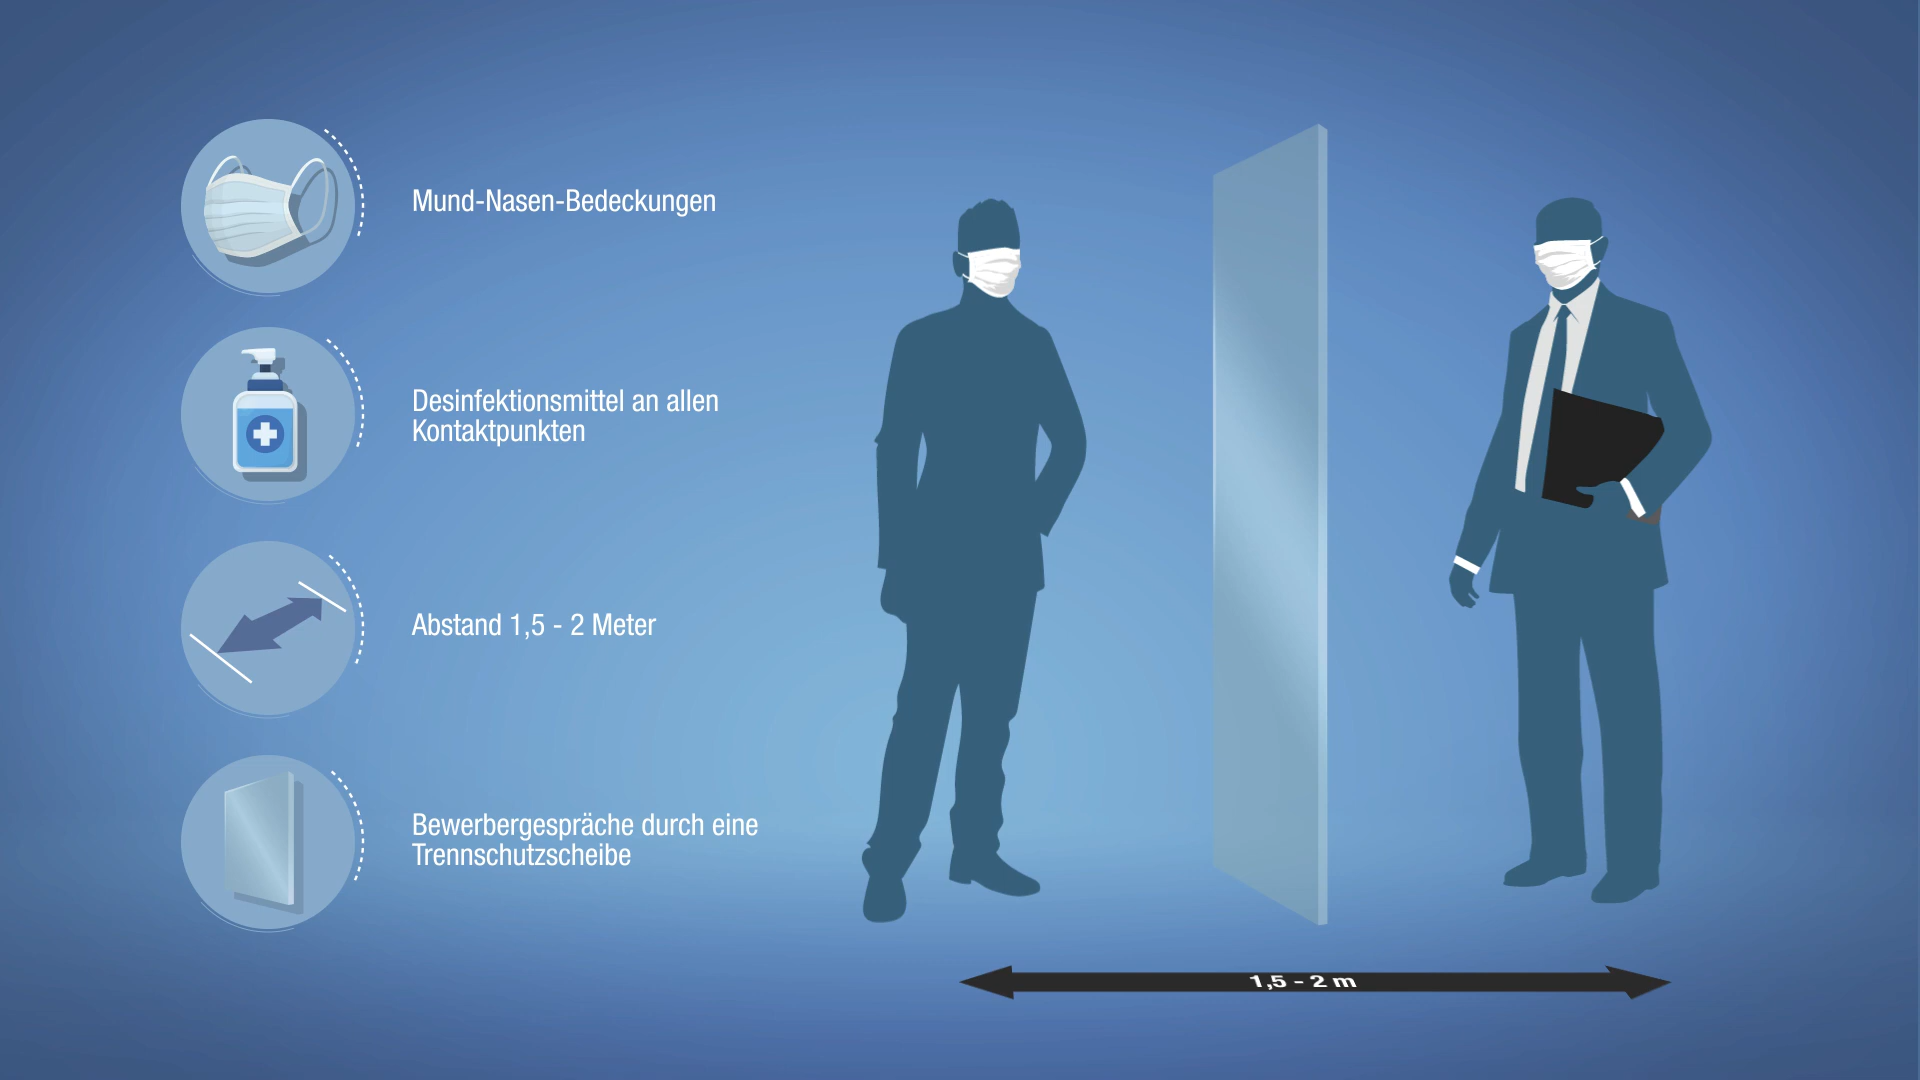 Mund-Nasen-Bedeckungen
Desinfektionsmittel an allen
Kontaktpunkten
Abstand 1,5 - 2 Meter
Bewerbergespräche durch eine
Trennschutzscheibe
1,5 - 2 m